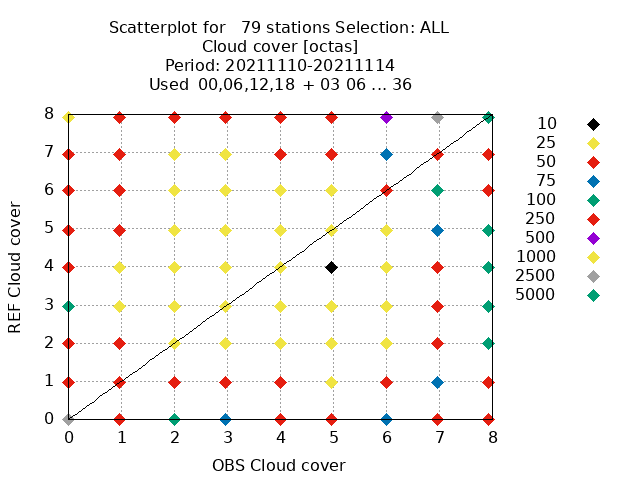 Scatterplot for 79 stations Selection: ALL
Cloud cover [octas]
Period: 20211110-20211114
Used 00,06,12,18 + 03 06 ... 36
8
7
6
5
4
3
2
1
0
REF Cloud cover
0 1 2 3 4 5 6 7 8
OBS Cloud cover
10
25
50
75
100
250
500
1000
2500
5000